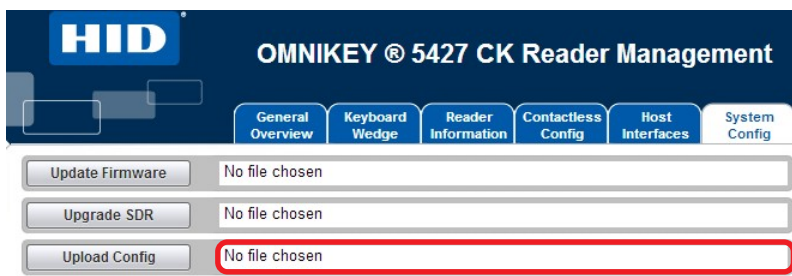 HID
OMNIKEY ® 5427 CK Reader Management
General Overview
Keyboard Wedge
Reader Information
Contactless Config
Host Interfaces
System Config
Update Firmware No file chosen
Upgrade SDR No file chosen
Upload Config No file chosen